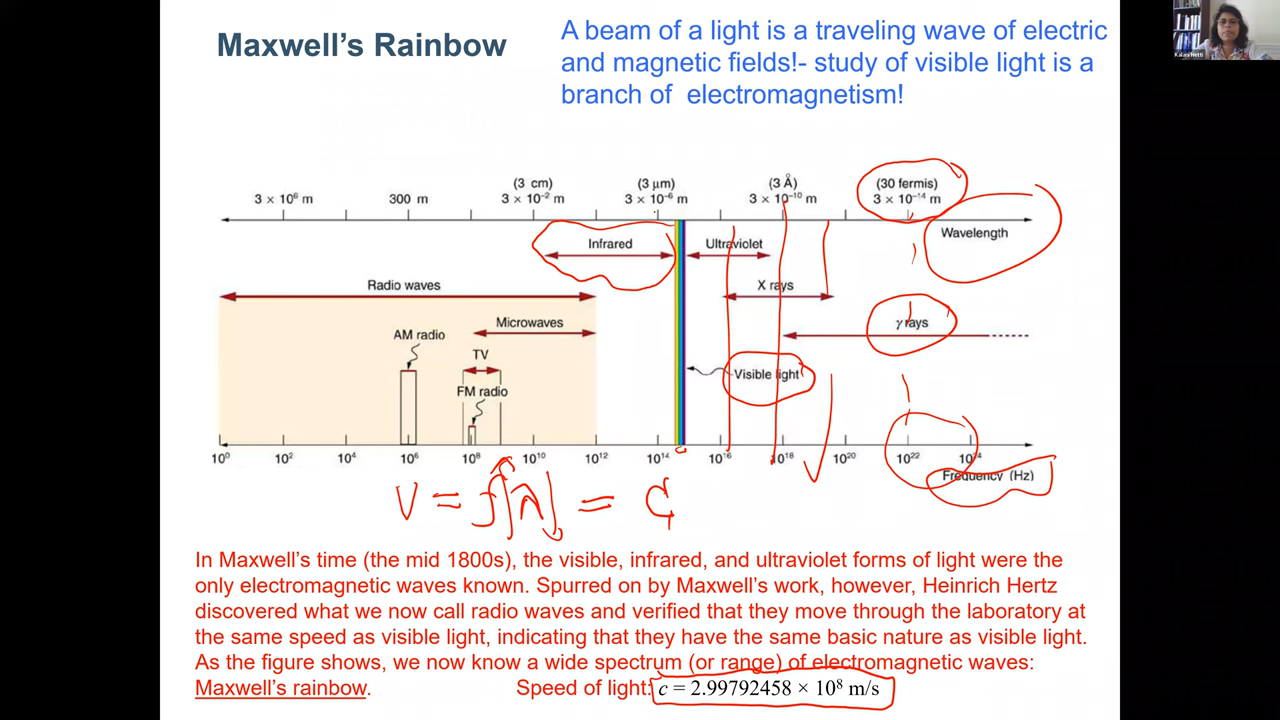 Maxwell's Rainbow
A beam of a light is a traveling wave of electric
and magnetic fields!- study of visible light is a
branch of electromagnetism!
Kalani Hetti
(3 cm) (3 μm) (3 Å) (30 fermis)
3 × 10⁶ m 300 m 3 × 10⁻² m 3 × 10⁻⁶ m 3 × 10⁻¹⁰ m 3 × 10⁻¹⁴ m
Wavelength
Infrared Ultraviolet
Radio waves X rays
Microwaves γ rays
AM radio
TV
Visible light
FM radio
10⁰ 10² 10⁴ 10⁶ 10⁸ 10¹⁰ 10¹² 10¹⁴ 10¹⁶ 10¹⁸ 10²⁰ 10²² 10²⁴
Frequency (Hz)
V = f λ = C
In Maxwell's time (the mid 1800s), the visible, infrared, and ultraviolet forms of light were the
only electromagnetic waves known. Spurred on by Maxwell's work, however, Heinrich Hertz
discovered what we now call radio waves and verified that they move through the laboratory at
the same speed as visible light, indicating that they have the same basic nature as visible light.
As the figure shows, we now know a wide spectrum (or range) of electromagnetic waves:
Maxwell's rainbow. Speed of light: c = 2.99792458 × 10⁸ m/s